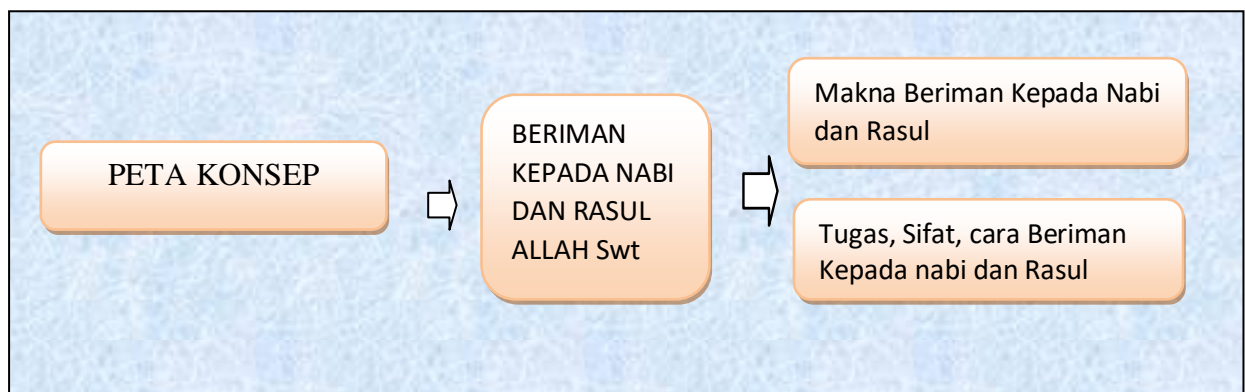 PETA KONSEP
BERIMAN
KEPADA NABI
DAN RASUL
ALLAH Swt
Makna Beriman Kepada Nabi
dan Rasul
Tugas, Sifat, cara Beriman
Kepada nabi dan Rasul